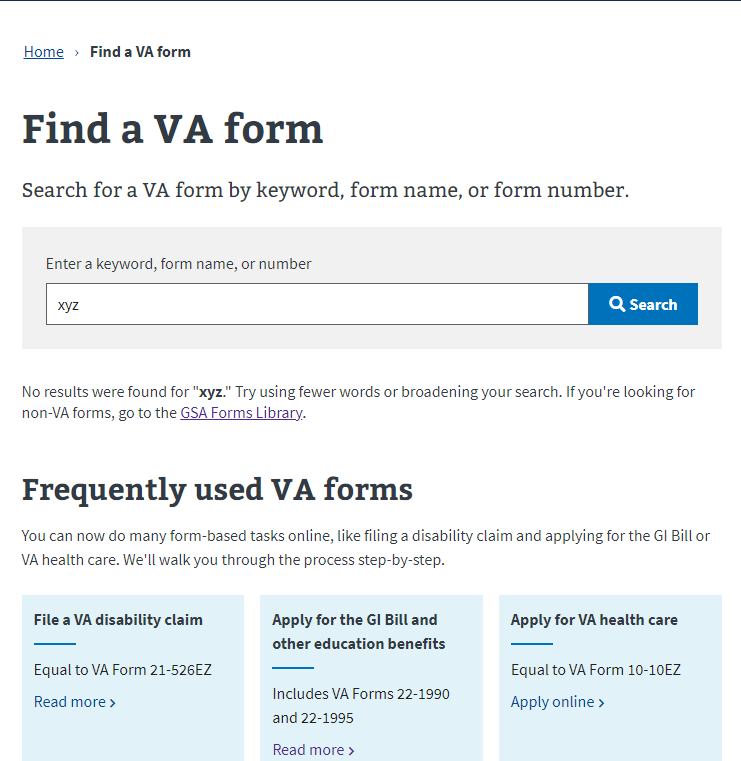 Home › Find a VA form
Find a VA form
Search for a VA form by keyword, form name, or form number.
Enter a keyword, form name, or number
xyz
Search
No results were found for "xyz." Try using fewer words or broadening your search. If you're looking for
non-VA forms, go to the GSA Forms Library.
Frequently used VA forms
You can now do many form-based tasks online, like filing a disability claim and applying for the GI Bill or
VA health care. We'll walk you through the process step-by-step.
File a VA disability claim
Equal to VA Form 21-526EZ
Read more ›
Apply for the GI Bill and
other education benefits
Includes VA Forms 22-1990
and 22-1995
Read more ›
Apply for VA health care
Equal to VA Form 10-10EZ
Apply online ›